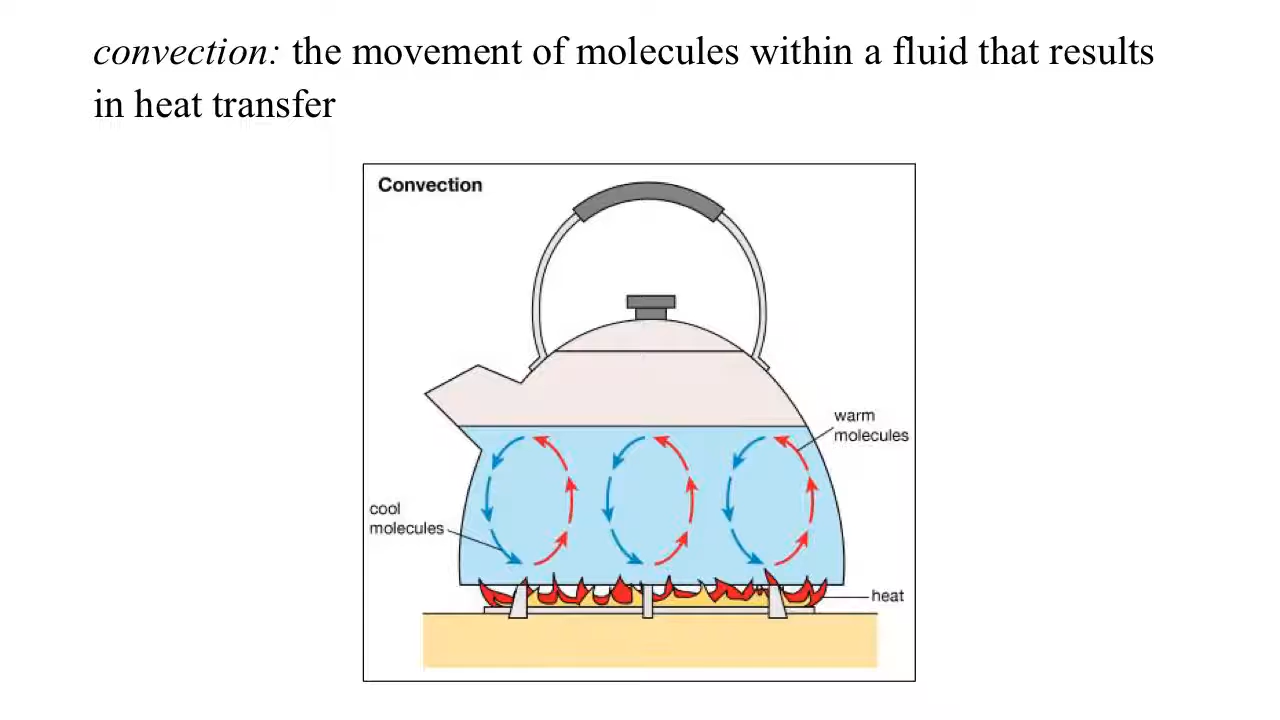 convection: the movement of molecules within a fluid that results
in heat transfer
Convection
warm
molecules
cool
molecules
heat